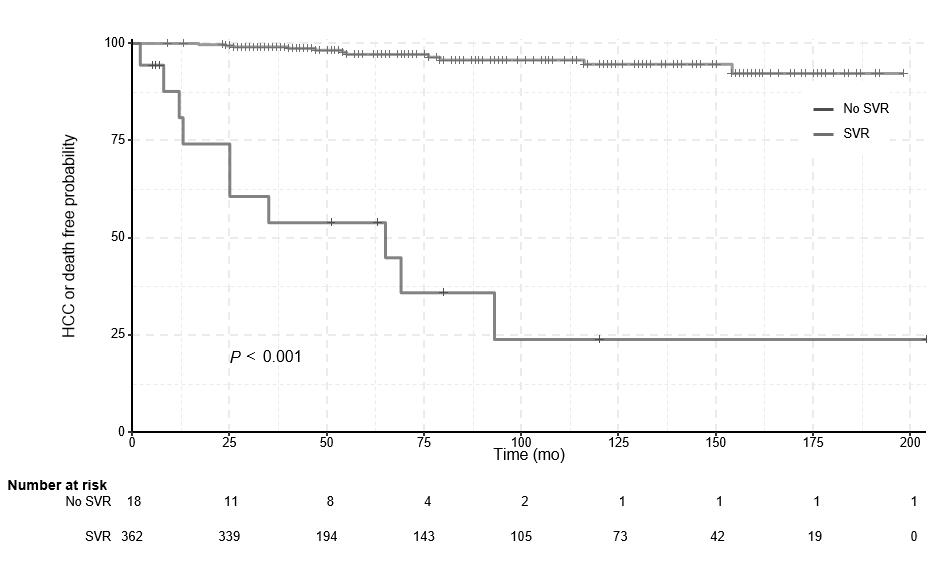 100
75
50
25
0
HCC or death free probability
No SVR
SVR
P < 0.001
0 25 50 75 100 125 150 175 200
Time (mo)
Number at risk
No SVR 18 11 8 4 2 1 1 1 1
SVR 362 339 194 143 105 73 42 19 0